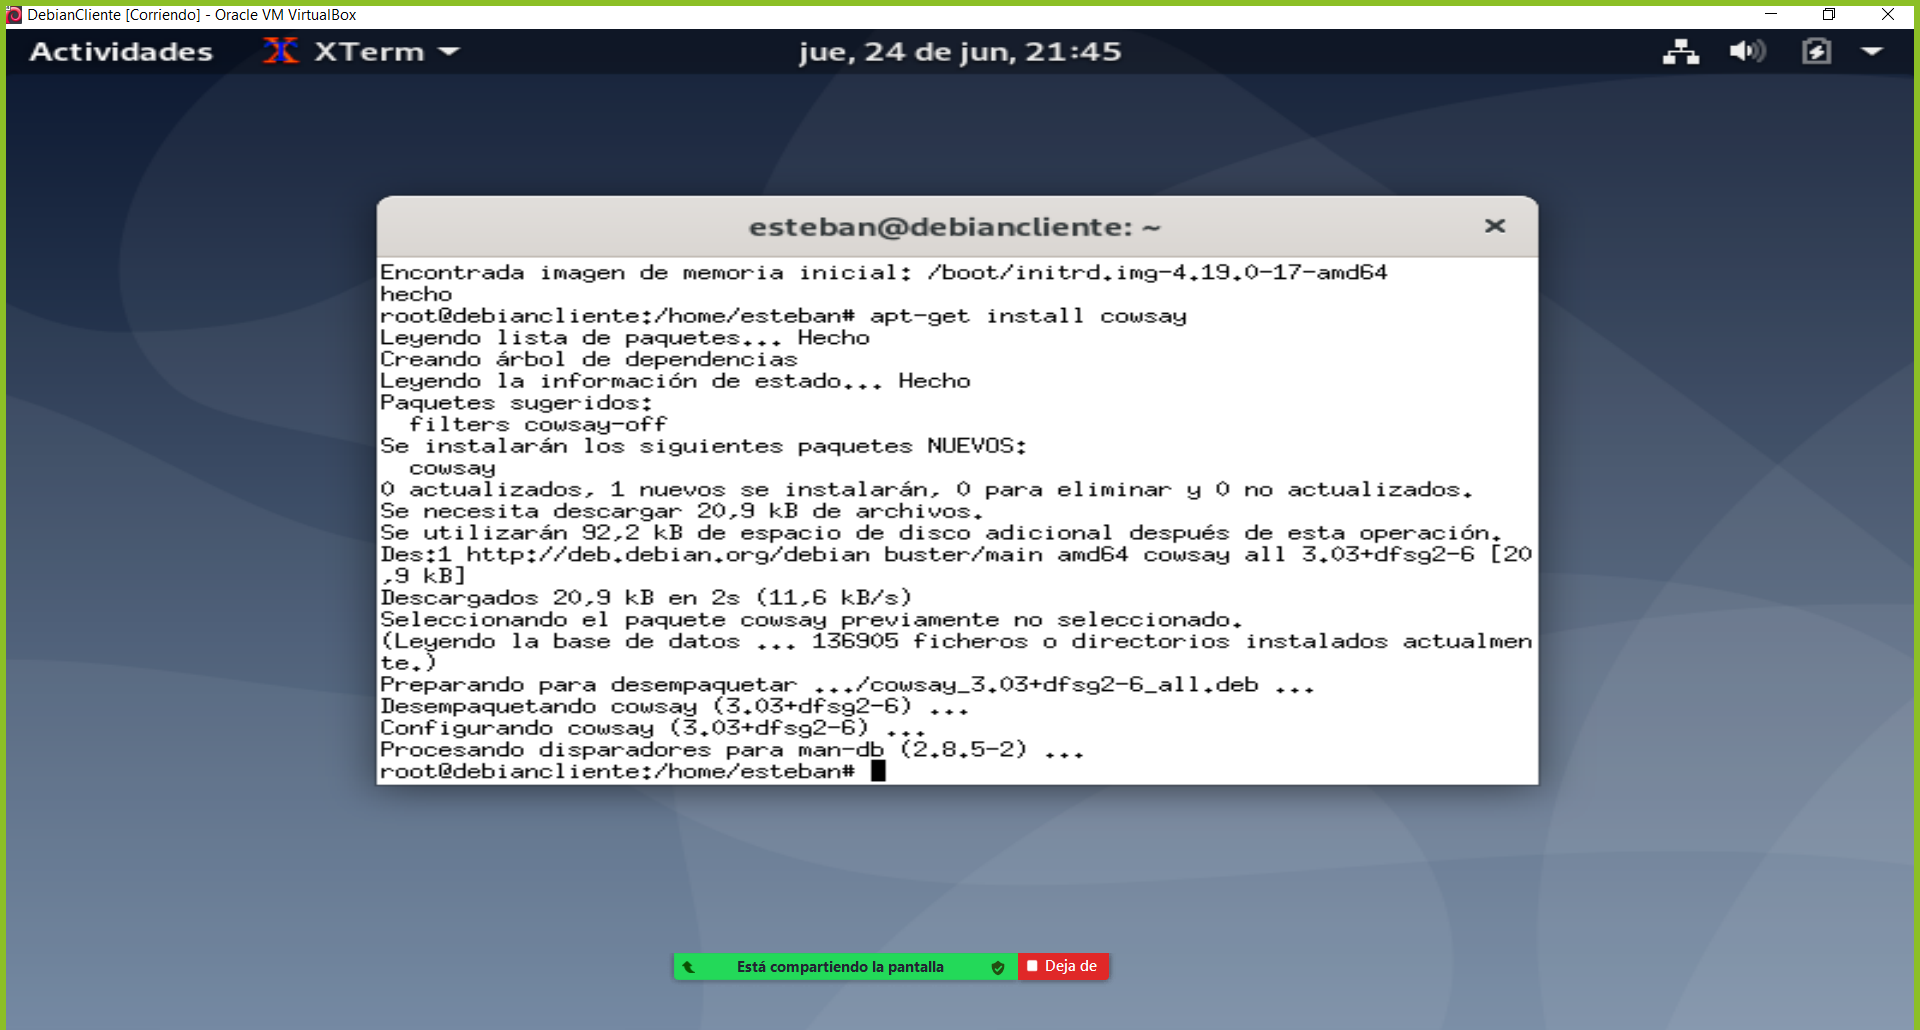 DebianCliente [Corriendo] - Oracle VM VirtualBox
Actividades XTerm jue, 24 de jun, 21:45
esteban@debiancliente: ~
Encontrada imagen de memoria inicial: /boot/initrd.img-4.19.0-17-amd64
hecho
root@debiancliente:/home/esteban# apt-get install cowsay
Leyendo lista de paquetes... Hecho
Creando árbol de dependencias
Leyendo la información de estado... Hecho
Paquetes sugeridos:
  filters cowsay-off
Se instalarán los siguientes paquetes NUEVOS:
  cowsay
0 actualizados, 1 nuevos se instalarán, 0 para eliminar y 0 no actualizados.
Se necesita descargar 20,9 kB de archivos.
Se utilizarán 92,2 kB de espacio de disco adicional después de esta operación.
Des:1 http://deb.debian.org/debian buster/main amd64 cowsay all 3.03+dfsg2-6 [20
,9 kB]
Descargados 20,9 kB en 2s (11,6 kB/s)
Seleccionando el paquete cowsay previamente no seleccionado.
(Leyendo la base de datos ... 136905 ficheros o directorios instalados actualmen
te.)
Preparando para desempaquetar .../cowsay_3.03+dfsg2-6_all.deb ...
Desempaquetando cowsay (3.03+dfsg2-6) ...
Configurando cowsay (3.03+dfsg2-6) ...
Procesando disparadores para man-db (2.8.5-2) ...
root@debiancliente:/home/esteban#
Está compartiendo la pantalla Deja de